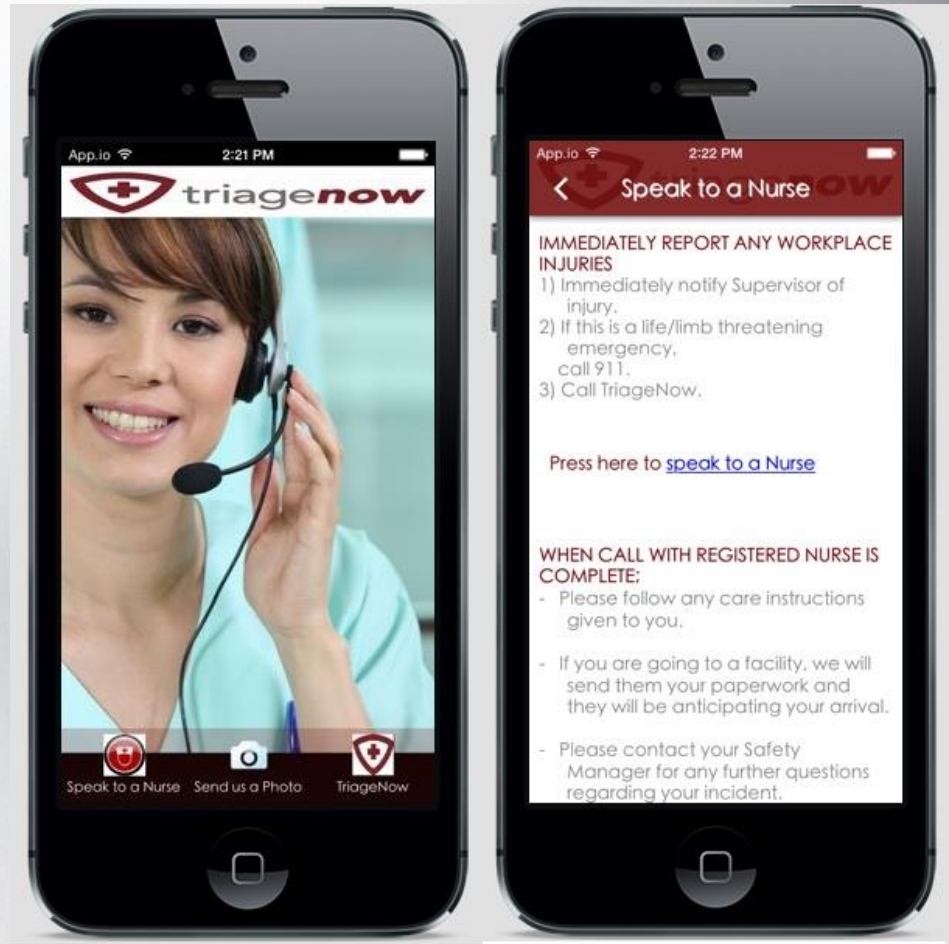 App.io 2:21 PM
triagenow
Speak to a Nurse Send us a Photo TriageNow
App.io 2:22 PM
Speak to a Nurse
IMMEDIATELY REPORT ANY WORKPLACE
INJURIES
1) Immediately notify Supervisor of
injury.
2) If this is a life/limb threatening
emergency,
call 911.
3) Call TriageNow.
Press here to speak to a Nurse
WHEN CALL WITH REGISTERED NURSE IS
COMPLETE:
- Please follow any care instructions
given to you.
- If you are going to a facility, we will
send them your paperwork and
they will be anticipating your arrival.
- Please contact your Safety
Manager for any further questions
regarding your incident.